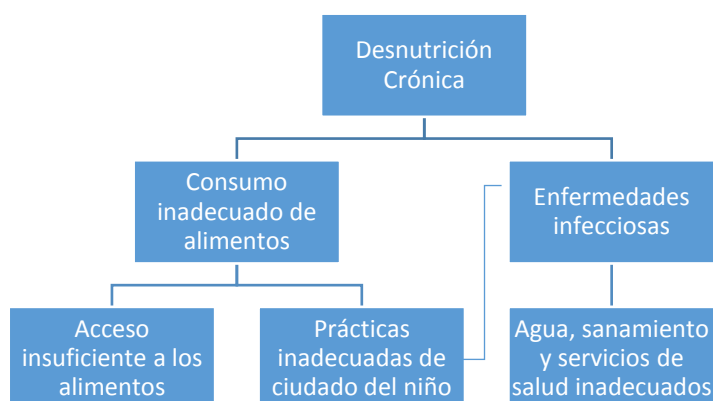 Desnutrición
Crónica
Consumo
inadecuado de
alimentos
Enfermedades
infecciosas
Acceso
insuficiente a los
alimentos
Prácticas
inadecuadas de
ciudado del niño
Agua, sanamiento
y servicios de
salud inadecuados